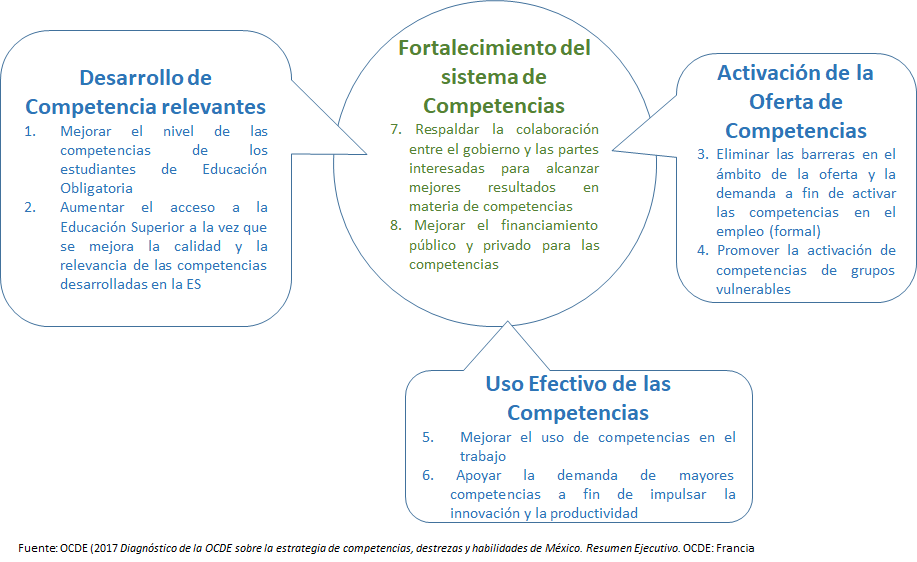 Desarrollo de
Competencia relevantes
1. Mejorar el nivel de las
competencias de los
estudiantes de Educación
Obligatoria
2. Aumentar el acceso a la
Educación Superior a la vez que
se mejora la calidad y la
relevancia de las competencias
desarrolladas en la ES
Fortalecimiento del
sistema de
Competencias
7. Respaldar la colaboración
entre el gobierno y las partes
interesadas para alcanzar
mejores resultados en
materia de competencias
8. Mejorar el financiamiento
público y privado para las
competencias
Activación de la
Oferta de
Competencias
3. Eliminar las barreras en el
ámbito de la oferta y la
demanda a fin de activar
las competencias en el
empleo (formal)
4. Promover la activación de
competencias de grupos
vulnerables
Uso Efectivo de las
Competencias
5. Mejorar el uso de competencias en el
trabajo
6. Apoyar la demanda de mayores
competencias a fin de impulsar la
innovación y la productividad
Fuente: OCDE (2017 Diagnóstico de la OCDE sobre la estrategia de competencias, destrezas y habilidades de México. Resumen Ejecutivo. OCDE: Francia